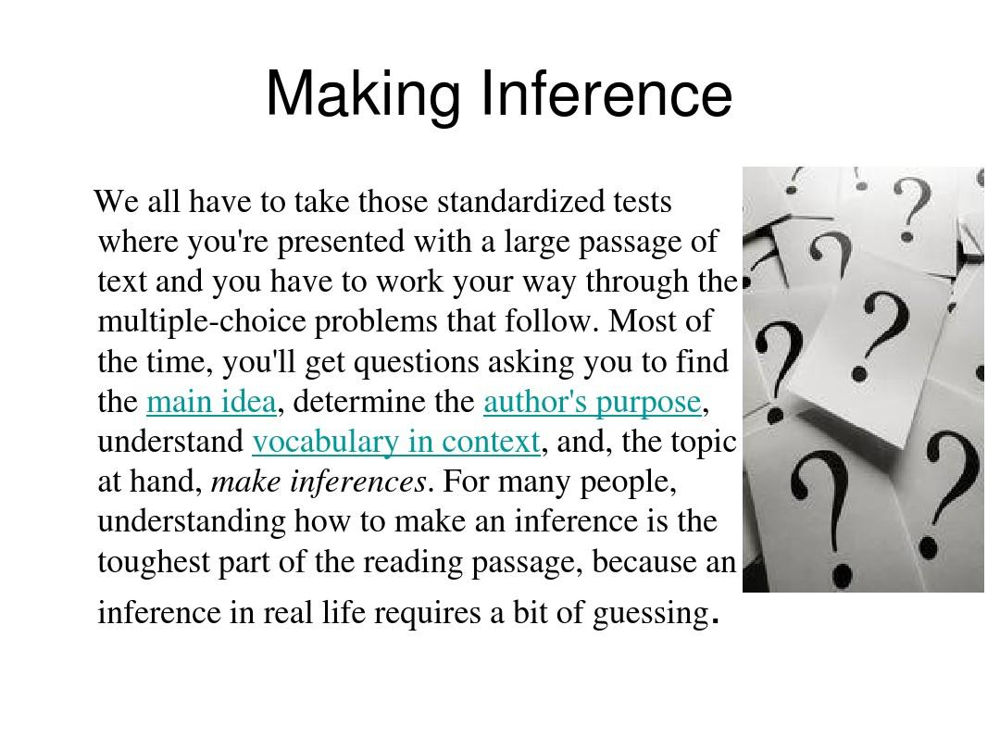 Making Inference
We all have to take those standardized tests
where you're presented with a large passage of
text and you have to work your way through the
multiple-choice problems that follow. Most of
the time, you'll get questions asking you to find
the main idea, determine the author's purpose,
understand vocabulary in context, and, the topic
at hand, make inferences. For many people,
understanding how to make an inference is the
toughest part of the reading passage, because an
inference in real life requires a bit of guessing.